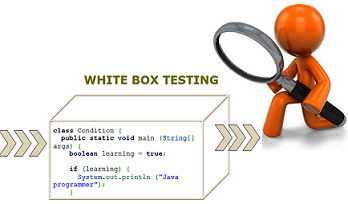 WHITE BOX TESTING
class Condition {
public static void main (String[]
args) {
boolean learning = true;
if (learning) {
System.out.println ("Java
programmer");
}